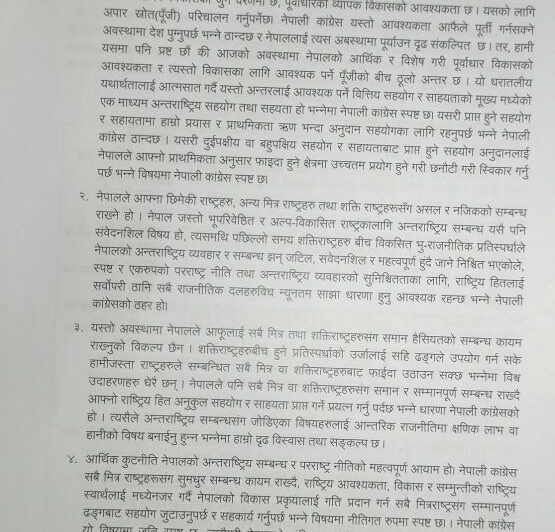 अपार स्रोत(पूँजी) परिचालन गर्नुपर्नेछ। नेपाली कांग्रेस यस्तो आवश्यकता आफैले पूर्ती गर्नसक्ने
अवस्थामा देश पुग्नुपर्छ भन्ने ठान्दछ र नेपाललाई त्यस अबस्थामा पूर्याउन दृढ संकल्पित छ। तर, हामी
यसमा पनि प्रष्ट छौं की आजको अवस्थामा नेपालको आर्थिक र विशेष गरी पूर्वाधार विकासको
आवश्यकता र त्यस्तो विकासका लागि आवश्यक पर्ने पूँजीको बीच ठूलो अन्तर छ । यो धरातलीय
यथार्थतालाई आत्मसात गर्दै यस्तो अन्तरलाई आवश्यक पर्ने वित्तिय सहयोग र साहयताको मूख्य मध्येको
एक माध्यम अन्तराष्ट्रिय सहयोग तथा सहयता हो भन्नेमा नेपाली कांग्रेस स्पष्ट छ। यसरी प्राप्त हुने सहयोग
र सहायतामा हाम्रो प्रयास र प्राथमिकता ऋण भन्दा अनुदान सहयोगका लागि रहनुपर्छ भन्ने नेपाली
कांग्रेस ठान्दछ । यसरी दुईपक्षीय वा बहुपक्षिय सहयोग र सहायताबाट प्राप्त हुने सहयोग अनुदानलाई
नेपालले आफ्नो प्राथमिकता अनुसार फाइदा हुने क्षेत्रमा उच्चतम प्रयोग हुने गरी छनौटी गरी स्विकार गर्नु
पर्छ भन्ने विषयमा नेपाली कांग्रेस स्पष्ट छ।
२. नेपालले आफ्ना छिमेकी राष्ट्रहरु, अन्य मित्र राष्ट्रहरु तथा शक्ति राष्ट्रहरूसँग असल र नजिकको सम्बन्ध
राख्ने हो । नेपाल जस्तो भूपरिवेष्ठित र अल्प-विकासित राष्ट्रकालागि अन्तराष्ट्रिय सम्बन्ध यसै पनि
संवेदनशिल विषय हो, त्यसमथि पछिल्लो समय शक्तिराष्ट्रहरु बीच विकसित भु-राजनीतिक प्रतिस्पर्धाले
नेपालको अन्तराष्ट्रिय व्यवहार र सम्बन्ध झन् जटिल, संवेदनशिल र महत्वपूर्ण हुदै जाने निश्चित भएकोले,
स्पष्ट र एकरुपको परराष्ट्र नीति तथा अन्तराष्ट्रिय व्यवहारको सुनिश्चितताका लागि, राष्ट्रिय हितलाई
सर्वोपरी ठानि सबै राजनीतिक दलहरुविच न्यूनतम साझा धारणा हुनु आवश्यक रहन्छ भन्ने नेपाली
कांग्रेसको ठहर हो।
३. यस्तो अवस्थामा नेपालले आफूलाई सबै मित्र तथा शक्तिराष्ट्रहरुसंग समान हैसियतको सम्बन्ध कायम
राख्नुको विकल्प छैन । शक्तिराष्ट्रहरुबीच हुने प्रतिस्पर्धाको उर्जालाई सहि ढङ्गले उपयोग गर्न सके
हामीजस्ता राष्ट्रहरुले सम्बन्धित सबै मित्र वा शक्तिराष्ट्रहरुबाट फाईदा उठाउन सक्छ भन्नेमा विश्व
उदाहरणहरु धेरै छन् । नेपालले पनि सबै मित्र वा शक्तिराष्ट्रहरुसंग समान र सम्मानपूर्ण सम्बन्ध राख्दै
आफ्नो राष्ट्रिय हित अनुकुल सहयोग र साहयता प्राप्त गर्ने प्रयत्न गर्नु पर्दछ भन्ने धारणा नेपाली कांग्रेसको
हो । त्यसैले अन्तराष्ट्रिय सम्बन्धसंग जोडिएका विषयहरुलाई आन्तरिक राजनीतिमा क्षणिक लाभ वा
हानीको विषय बनाईनु हुन्न भन्नेमा हाम्रो दृढ विस्वास तथा सङ्कल्प छ।
४. आर्थिक कुटनीति नेपालको अन्तराष्ट्रिय सम्बन्ध र परराष्ट्र नीतिको महत्वपूर्ण आयाम हो। नेपाली कांग्रेस
सबै मित्र राष्ट्रहरूसंग सुमधुर सम्बन्ध कायम राख्दै, राष्ट्रिय आवश्यकता, विकास र सम्मुन्तीको राष्ट्रिय
स्वार्थलाई मध्येनजर गर्दै नेपालको विकास प्रकृयालाई गति प्रदान गर्न सबै मित्रराष्ट्रसंग सम्मानपूर्ण
ढङ्गबाट सहयोग जुटाउनुपर्छ र सहकार्य गर्नुपर्छ भन्ने विषयमा नीतिगत रुपमा स्पष्ट छ। नेपाली कांग्रेस